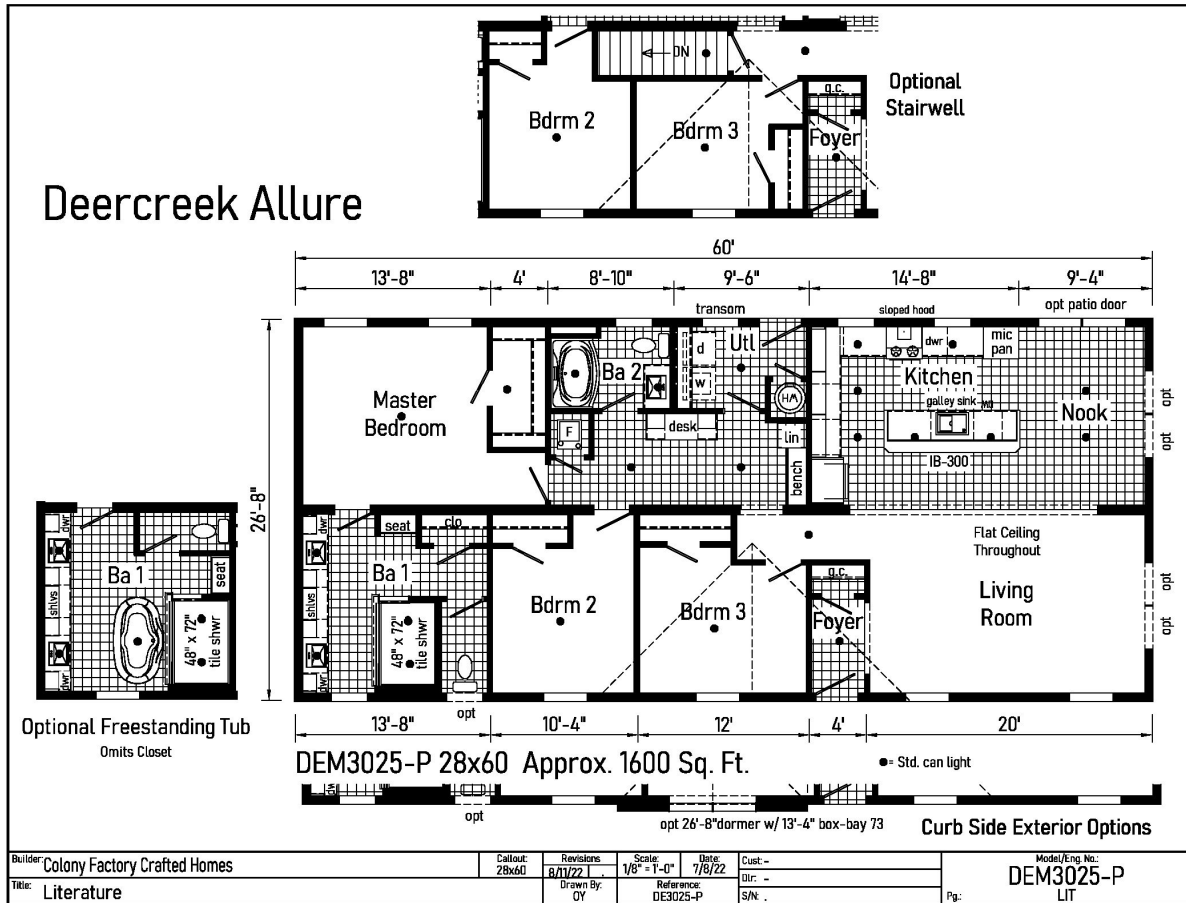 DN
Optional
Stairwell
g.c.
Bdrm 2
Bdrm 3
Foyer
Deercreek Allure
60'
13'-8"
4'
8'-10"
9'-6"
14'-8"
9'-4"
transom
sloped hood
opt patio door
26'-8"
Master
Bedroom
Ba 2
d
w
Utl
HW
F
desk
lin
bench
dwr
mic
pan
Kitchen
galley sink
IB-300
Nook
opt
opt
dwr
Ba 1
seat
shlvs
dwr
48" x 72"
tile shwr
Optional Freestanding Tub
Omits Closet
dwr
seat
clo
Ba 1
shlvs
dwr
48" x 72"
tile shwr
Bdrm 2
Bdrm 3
g.c.
Foyer
Flat Ceiling
Throughout
Living
Room
opt
opt
opt
13'-8"
10'-4"
12'
4'
20'
DEM3025-P 28x60 Approx. 1600 Sq. Ft.
= Std. can light
opt
opt 26'-8"dormer w/ 13'-4" box-bay 73
Curb Side Exterior Options
Builder: Colony Factory Crafted Homes
Callout:
28x60
Revisions
8/11/22 .
Scale:
1/8" = 1'-0"
Date:
7/8/22
Cust: -
Dlr: -
S/N: .
Model/Eng. No.:
DEM3025-P
Title: Literature
Drawn By:
OY
Reference:
DE3025-P
Pg.: LIT